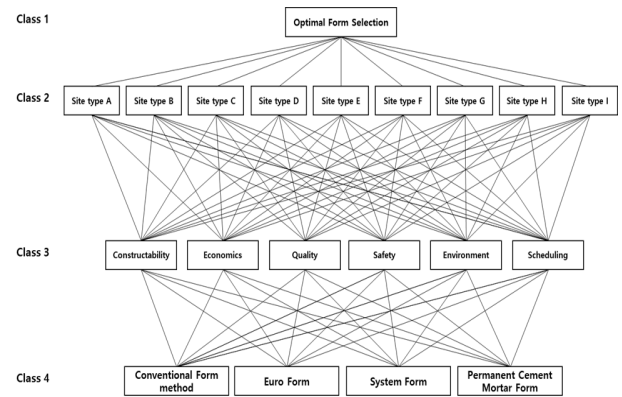 Class 1
Optimal Form Selection
Class 2
Site type A
Site type B
Site type C
Site type D
Site type E
Site type F
Site type G
Site type H
Site type I
Class 3
Constructability
Economics
Quality
Safety
Environment
Scheduling
Class 4
Conventional Form
method
Euro Form
System Form
Permanent Cement
Mortar Form